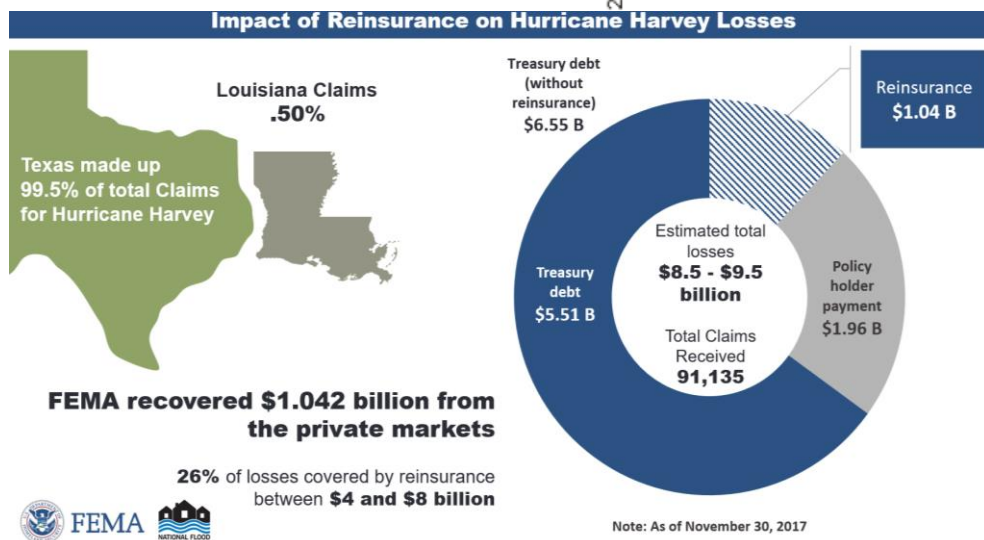 Impact of Reinsurance on Hurricane Harvey Losses
Texas made up
99.5% of total Claims
for Hurricane Harvey
Louisiana Claims
.50%
FEMA recovered $1.042 billion from
the private markets
26% of losses covered by reinsurance
between $4 and $8 billion
FEMA
NATIONAL FLOOD
Treasury debt
(without
reinsurance)
$6.55 B
Reinsurance
$1.04 B
Treasury
debt
$5.51 B
Estimated total
losses
$8.5 - $9.5
billion
Total Claims
Received
91,135
Policy
holder
payment
$1.96 B
Note: As of November 30, 2017